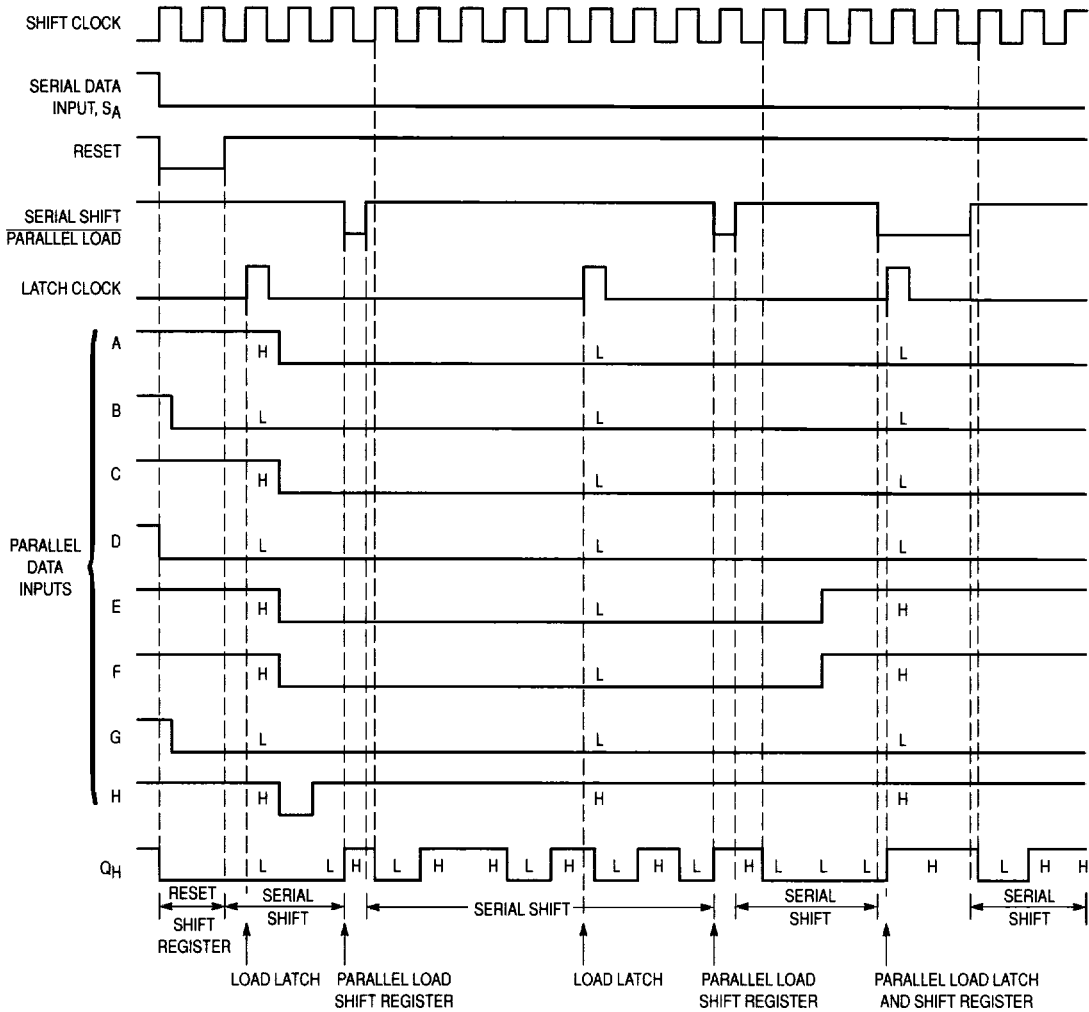 SHIFT CLOCK
SERIAL DATA
INPUT, SA
RESET
SERIAL SHIFT
PARALLEL LOAD
LATCH CLOCK
A
H L L
B
L L L
C
H L L
D
L L L
PARALLEL
DATA
INPUTS
E
H L H
F
H L H
G
L L L
H
H H H
QH
L L H L H H L H L H L H L L L H L H H
RESET
SHIFT
REGISTER
SERIAL
SHIFT
SERIAL SHIFT
SERIAL
SHIFT
SERIAL
SHIFT
LOAD LATCH
PARALLEL LOAD
SHIFT REGISTER
LOAD LATCH
PARALLEL LOAD
SHIFT REGISTER
PARALLEL LOAD LATCH
AND SHIFT REGISTER